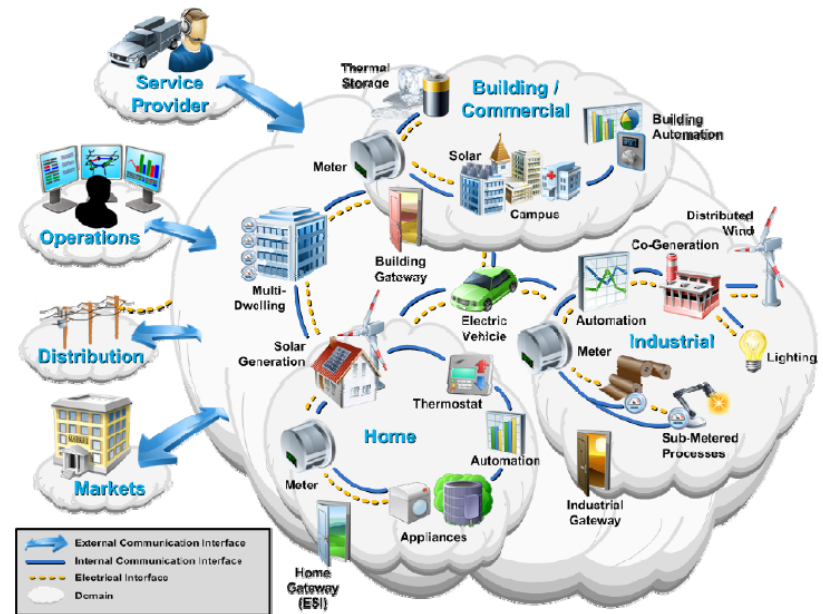 Service
Provider
Thermal
Storage
Building /
Commercial
Building
Automation
Meter
Solar
Campus
Operations
Multi-
Dwelling
Building
Gateway
Distributed
Wind
Co-Generation
Electric
Vehicle
Automation
Industrial
Distribution
Solar
Generation
Meter
Lighting
Thermostat
Home
Automation
Sub-Metered
Processes
Markets
Meter
Appliances
Industrial
Gateway
Home
Gateway
(ESI)
External Communication Interface
Internal Communication Interface
Electrical Interface
Domain